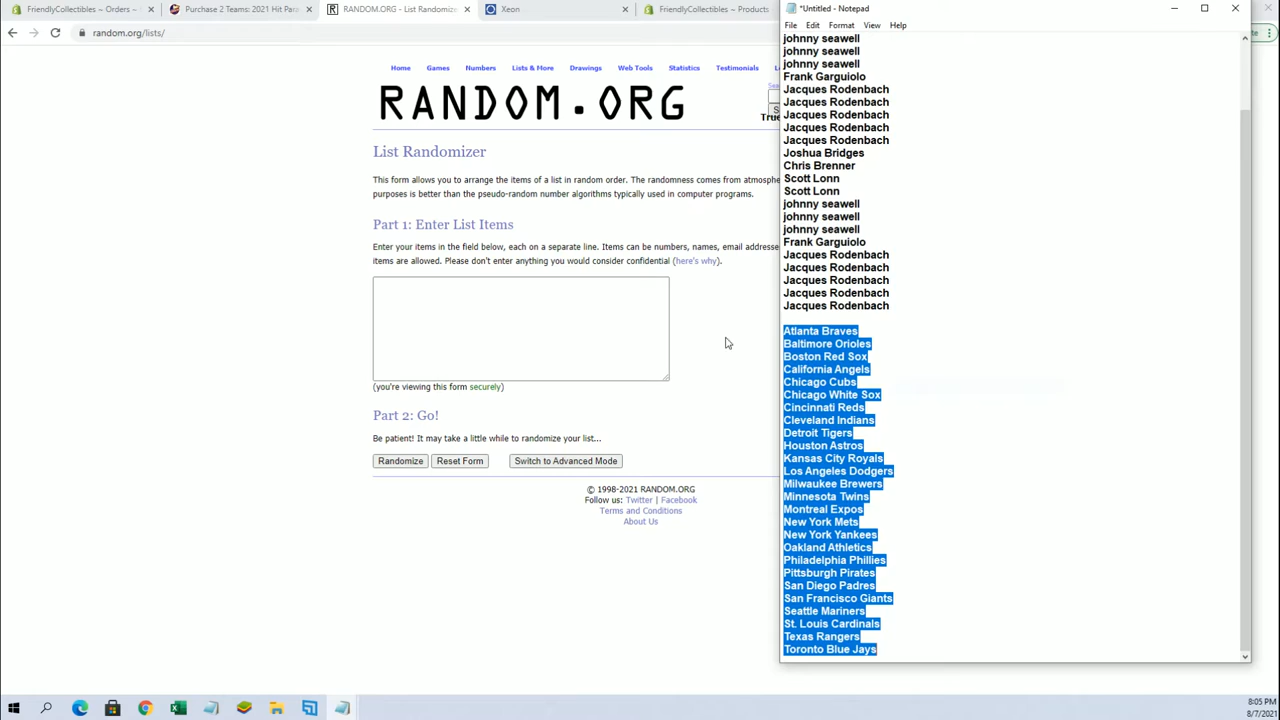 FriendlyCollectibles ~ Orders ~
Purchase 2 Teams: 2021 Hit Para
RANDOM.ORG - List Randomize
Xeon
FriendlyCollectibles ~ Products
*Untitled - Notepad
random.org/lists/
File Edit Format View Help
Home Games Numbers Lists & More Drawings Web Tools Statistics Testimonials
RANDOM.ORG
True
List Randomizer
This form allows you to arrange the items of a list in random order. The randomness comes from atmosphe
purposes is better than the pseudo-random number algorithms typically used in computer programs.
Part 1: Enter List Items
Enter your items in the field below, each on a separate line. Items can be numbers, names, email addresse
items are allowed. Please don't enter anything you would consider confidential (here's why).
(you're viewing this form securely)
Part 2: Go!
Be patient! It may take a little while to randomize your list...
Randomize Reset Form Switch to Advanced Mode
© 1998-2021 RANDOM.ORG
Follow us: Twitter | Facebook
Terms and Conditions
About Us
johnny seawell
johnny seawell
johnny seawell
Frank Garguiolo
Jacques Rodenbach
Jacques Rodenbach
Jacques Rodenbach
Jacques Rodenbach
Jacques Rodenbach
Joshua Bridges
Chris Brenner
Scott Lonn
Scott Lonn
johnny seawell
johnny seawell
johnny seawell
Frank Garguiolo
Jacques Rodenbach
Jacques Rodenbach
Jacques Rodenbach
Jacques Rodenbach
Jacques Rodenbach
Atlanta Braves
Baltimore Orioles
Boston Red Sox
California Angels
Chicago Cubs
Chicago White Sox
Cincinnati Reds
Cleveland Indians
Detroit Tigers
Houston Astros
Kansas City Royals
Los Angeles Dodgers
Milwaukee Brewers
Minnesota Twins
Montreal Expos
New York Mets
New York Yankees
Oakland Athletics
Philadelphia Phillies
Pittsburgh Pirates
San Diego Padres
San Francisco Giants
Seattle Mariners
St. Louis Cardinals
Texas Rangers
Toronto Blue Jays
8:05 PM
8/7/2021